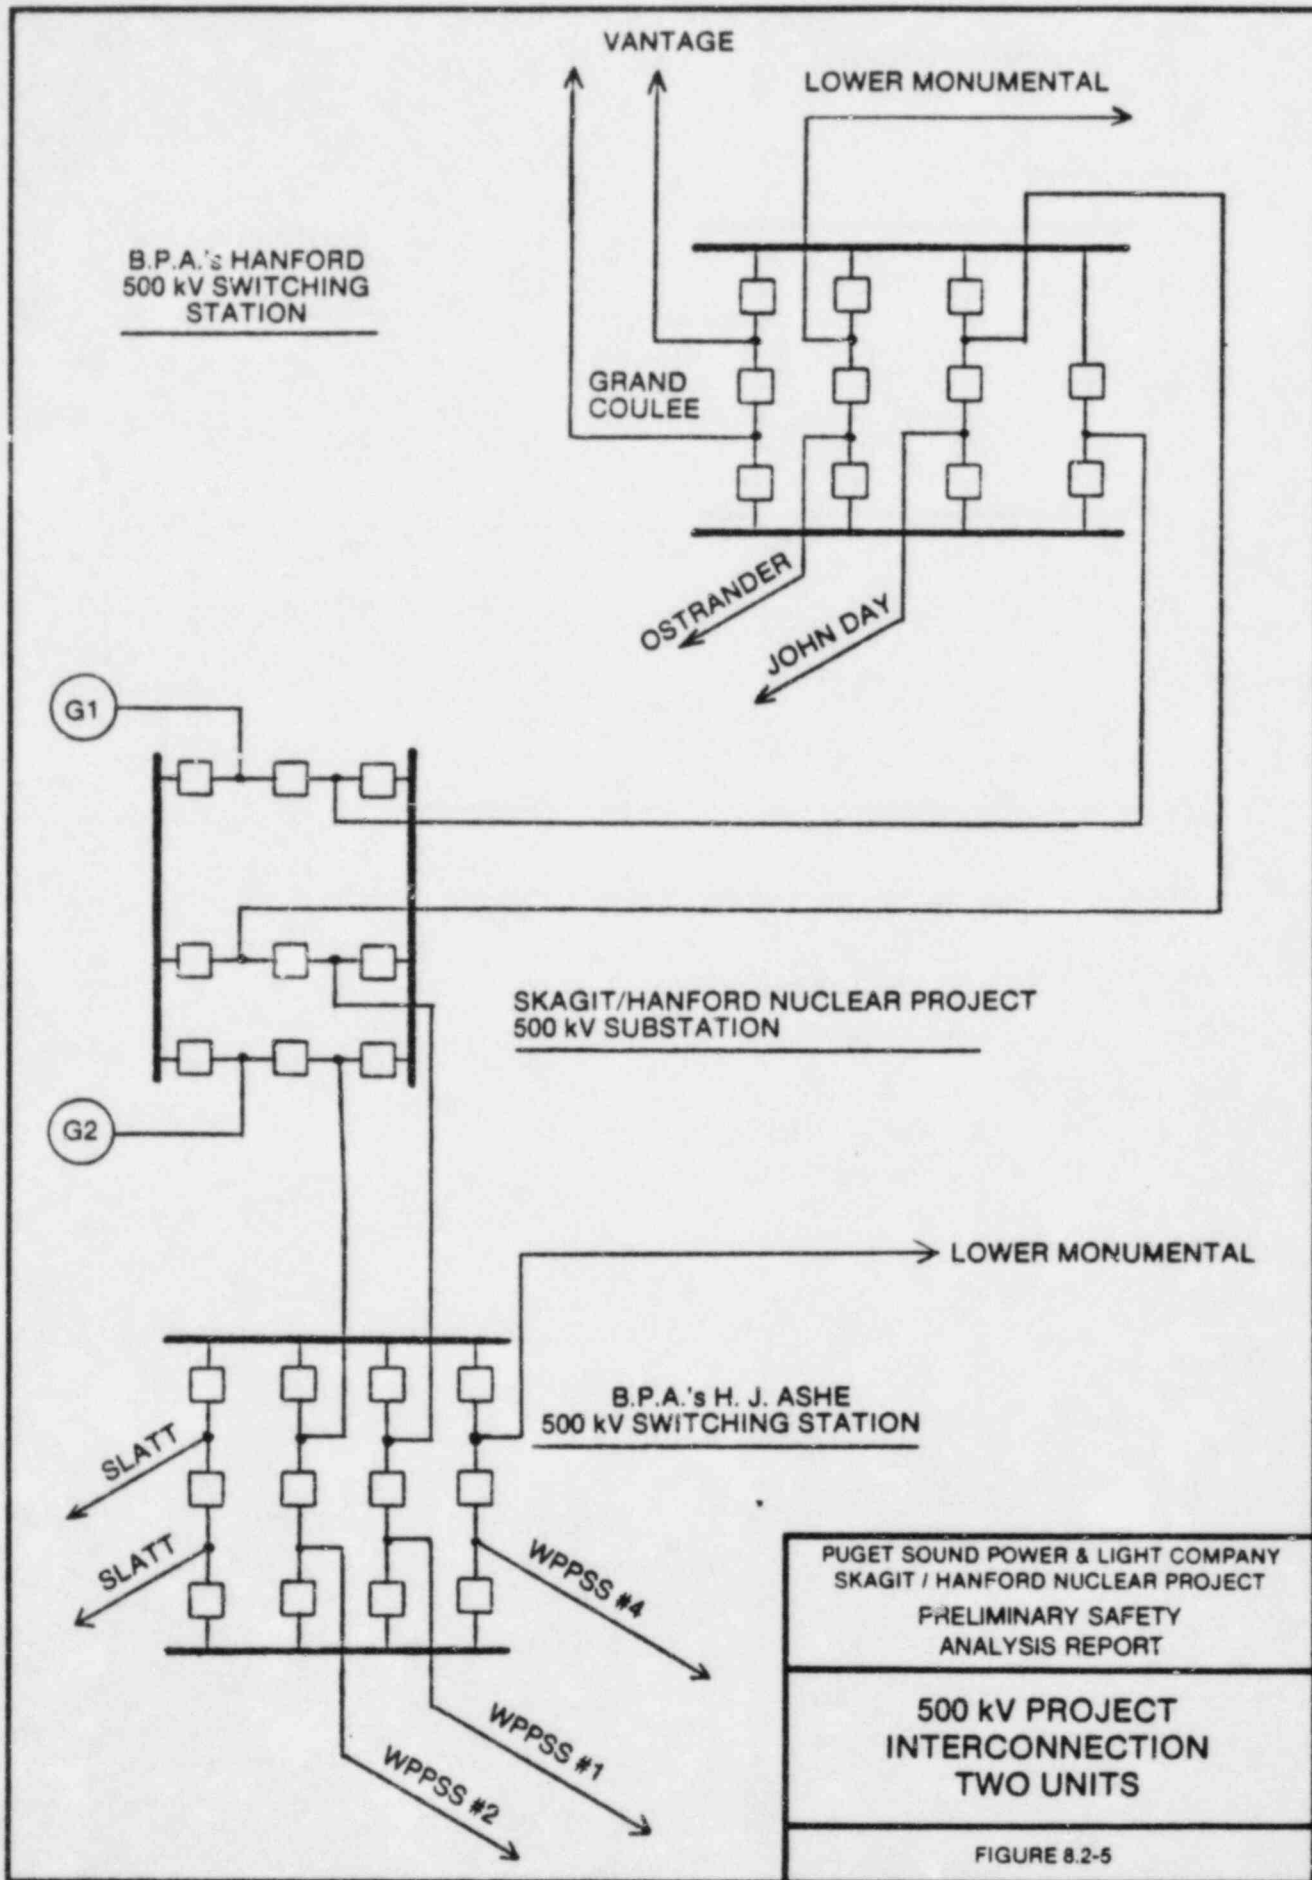 VANTAGE
LOWER MONUMENTAL
B.P.A.'s HANFORD
500 kV SWITCHING
STATION
GRAND
COULEE
OSTRANDER
JOHN DAY
G1
SKAGIT/HANFORD NUCLEAR PROJECT
500 kV SUBSTATION
G2
LOWER MONUMENTAL
B.P.A.'s H. J. ASHE
500 kV SWITCHING STATION
SLATT
SLATT
WPPSS #4
WPPSS #1
WPPSS #2
PUGET SOUND POWER & LIGHT COMPANY
SKAGIT / HANFORD NUCLEAR PROJECT
PRELIMINARY SAFETY
ANALYSIS REPORT
500 kV PROJECT
INTERCONNECTION
TWO UNITS
FIGURE 8.2-5